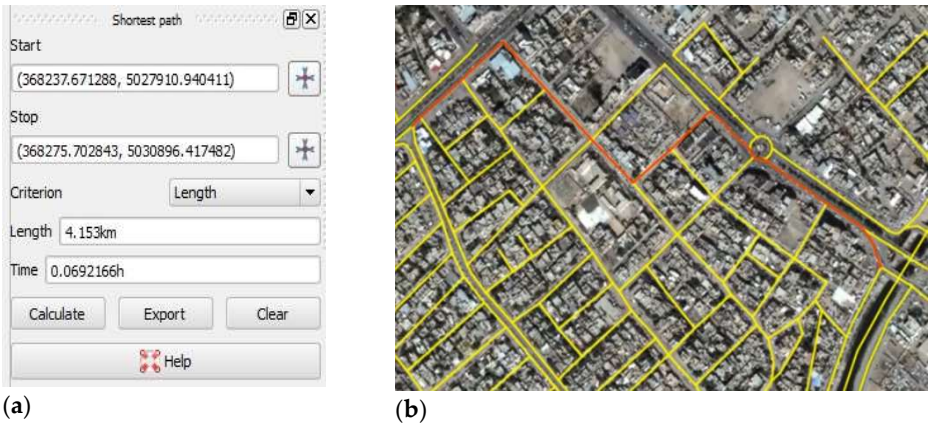 Shortest path
Start
(368237.671288, 5027910.940411)
Stop
(368275.702843, 5030896.417482)
Criterion Length
Length 4.153km
Time 0.0692166h
Calculate Export Clear
Help
(a)
(b)